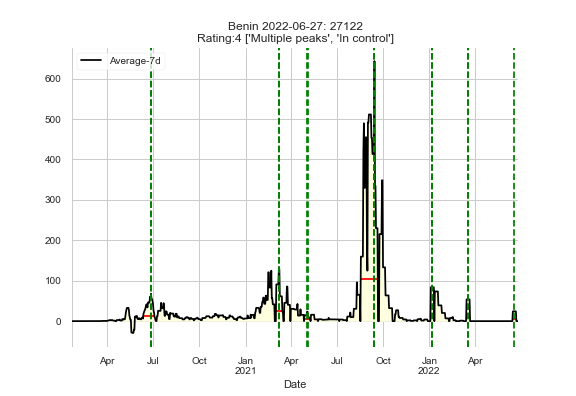 Benin 2022-06-27: 27122
Rating:4 ['Multiple peaks', 'In control']
Average-7d
600
500
400
300
200
100
0
Apr Jul Oct Jan Apr Jul Oct Jan Apr
2021 2022
Date